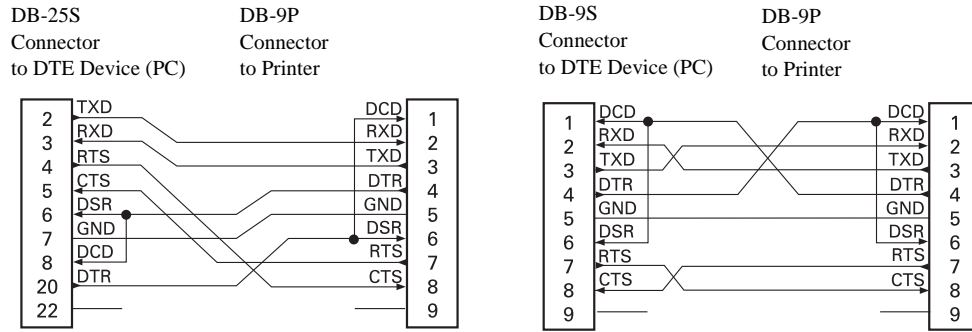 DB-25S
Connector
to DTE Device (PC)
DB-9P
Connector
to Printer
2 TXD
3 RXD
4 RTS
5 CTS
6 DSR
7 GND
8 DCD
20 DTR
22
DCD 1
RXD 2
TXD 3
DTR 4
GND 5
DSR 6
RTS 7
CTS 8
9
DB-9S
Connector
to DTE Device (PC)
DB-9P
Connector
to Printer
1 DCD
2 RXD
3 TXD
4 DTR
5 GND
6 DSR
7 RTS
8 CTS
9
DCD 1
RXD 2
TXD 3
DTR 4
GND 5
DSR 6
RTS 7
CTS 8
9